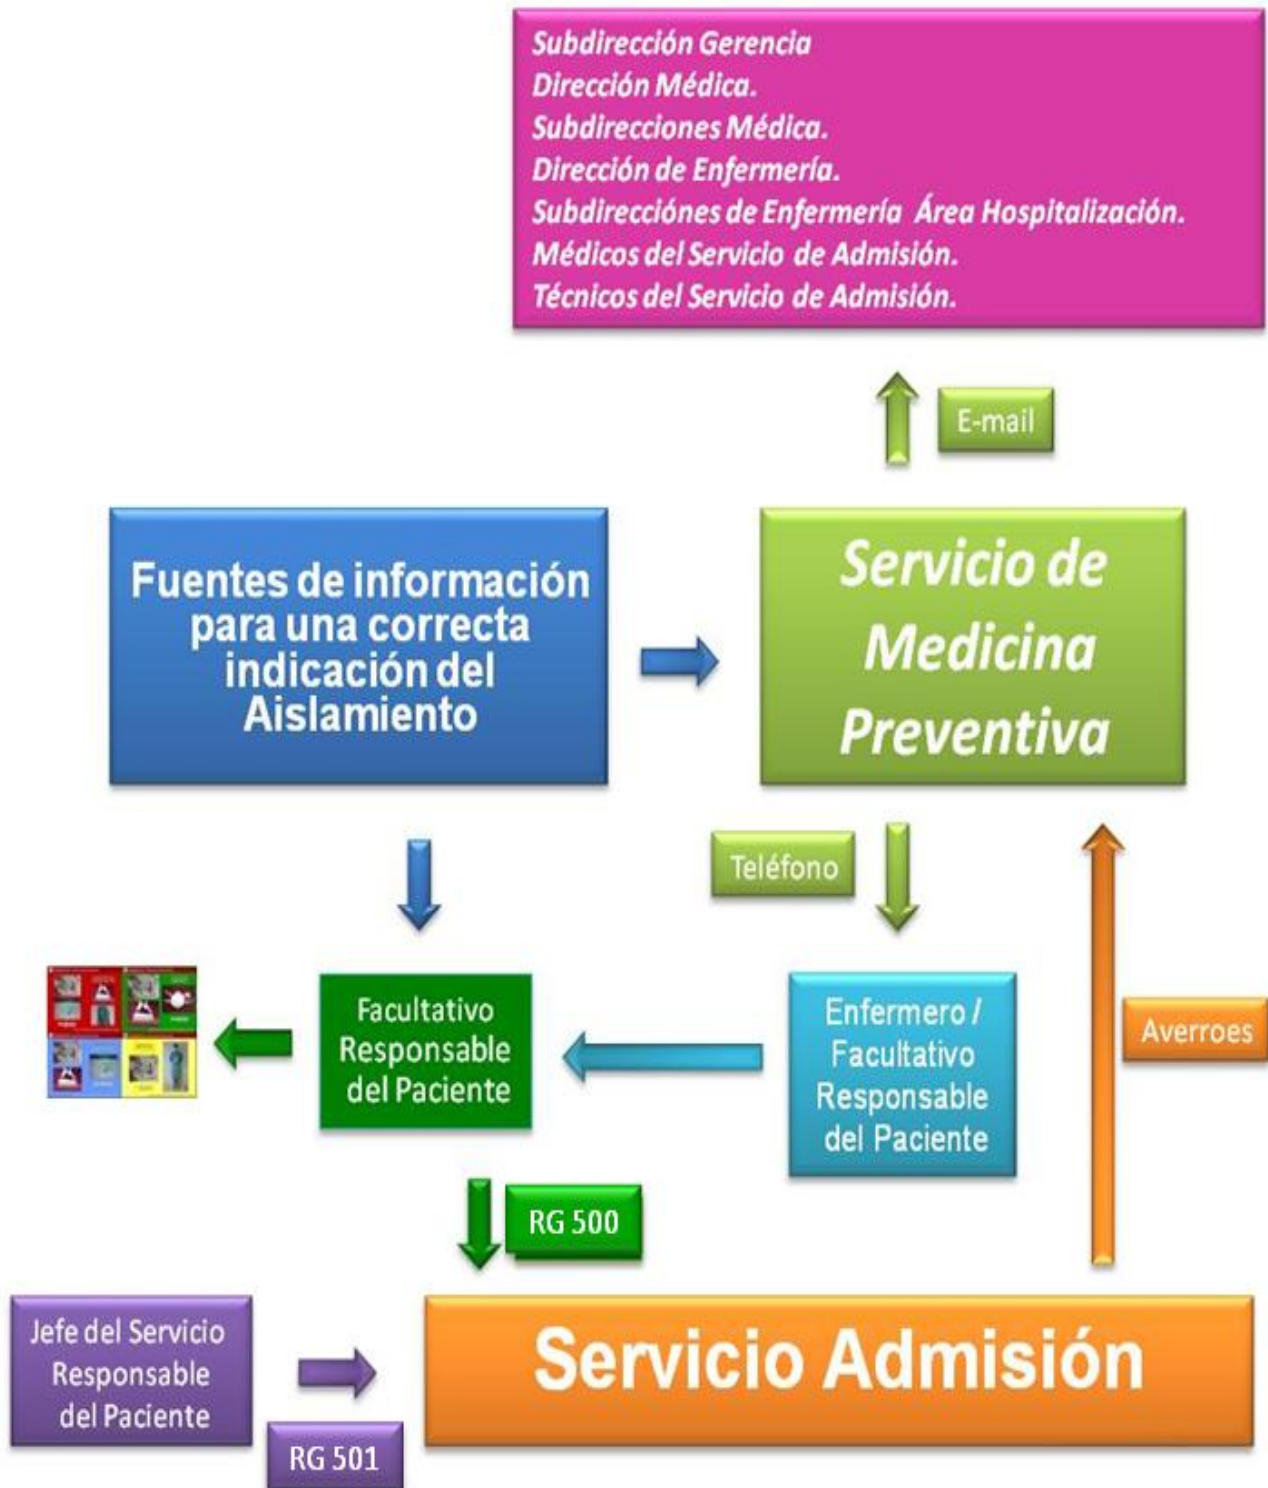 Subdirección Gerencia
Dirección Médica.
Subdirecciones Médica.
Dirección de Enfermería.
Subdirecciónes de Enfermería Área Hospitalización.
Médicos del Servicio de Admisión.
Técnicos del Servicio de Admisión.
E-mail
Fuentes de información
para una correcta
indicación del
Aislamiento
Servicio de
Medicina
Preventiva
Teléfono
Facultativo
Responsable
del Paciente
Enfermero /
Facultativo
Responsable
del Paciente
Averroes
RG 500
Jefe del Servicio
Responsable
del Paciente
RG 501
Servicio Admisión